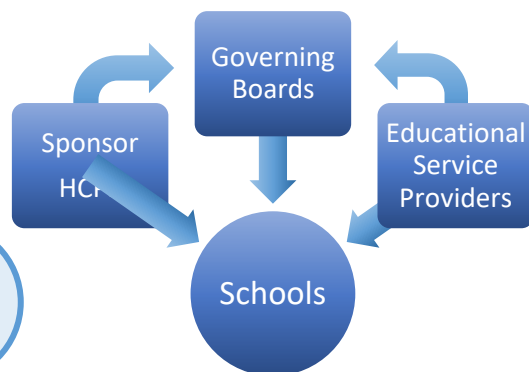 Governing
Boards
Sponsor
Educational
Service
Providers
Schools